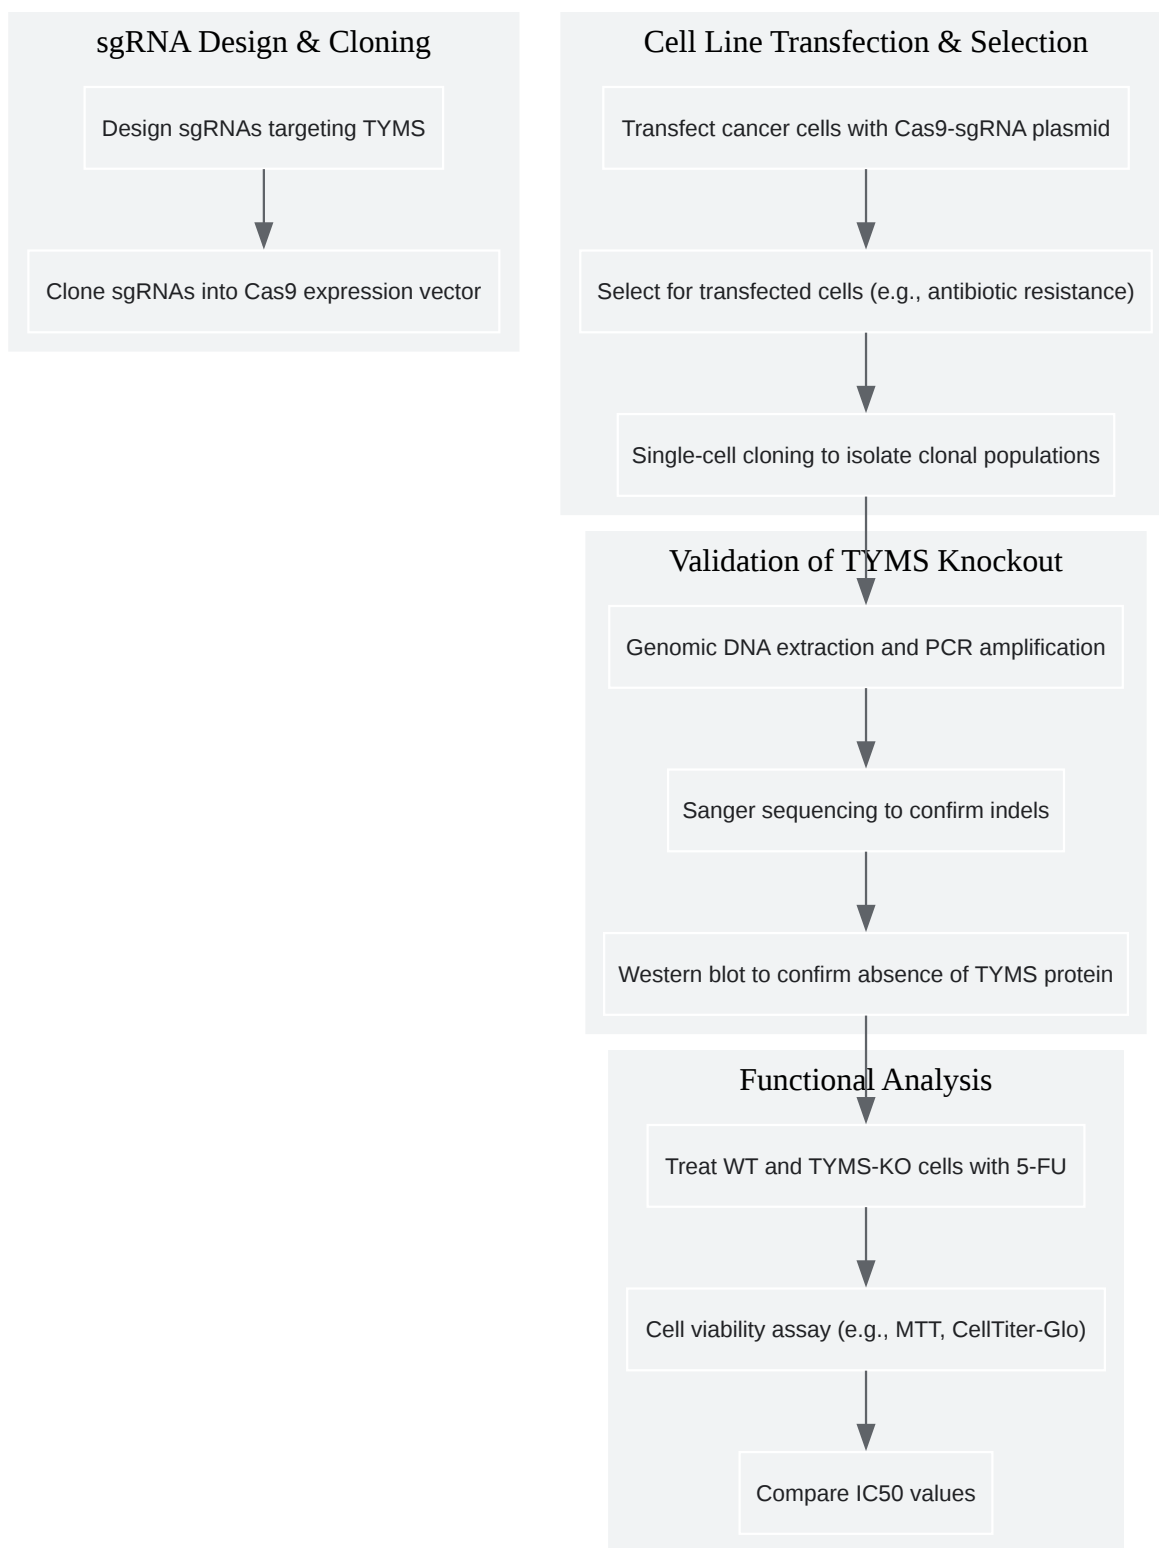 sgRNA Design & Cloning
Design sgRNAs targeting TYMS
Clone sgRNAs into Cas9 expression vector
Cell Line Transfection & Selection
Transfect cancer cells with Cas9-sgRNA plasmid
Select for transfected cells (e.g., antibiotic resistance)
Single-cell cloning to isolate clonal populations
Validation of TYMS Knockout
Genomic DNA extraction and PCR amplification
Sanger sequencing to confirm indels
Western blot to confirm absence of TYMS protein
Functional Analysis
Treat WT and TYMS-KO cells with 5-FU
Cell viability assay (e.g., MTT, CellTiter-Glo)
Compare IC50 values